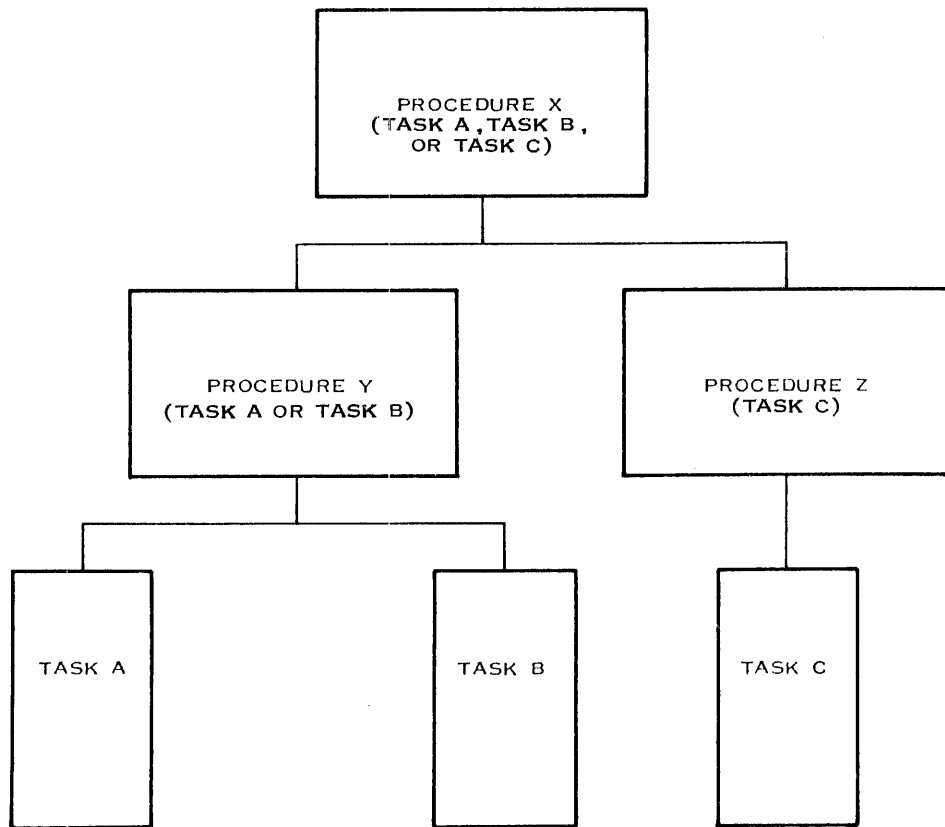 PROCEDURE X
(TASK A, TASK B,
OR TASK C)
PROCEDURE Y
(TASK A OR TASK B)
PROCEDURE Z
(TASK C)
TASK A
TASK B
TASK C